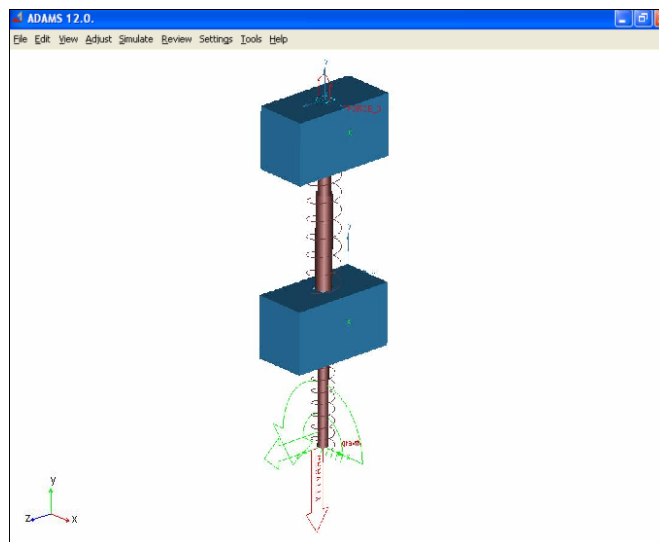 ADAMS 12.0.
File Edit View Adjust Simulate Review Settings Tools Help
y
z x